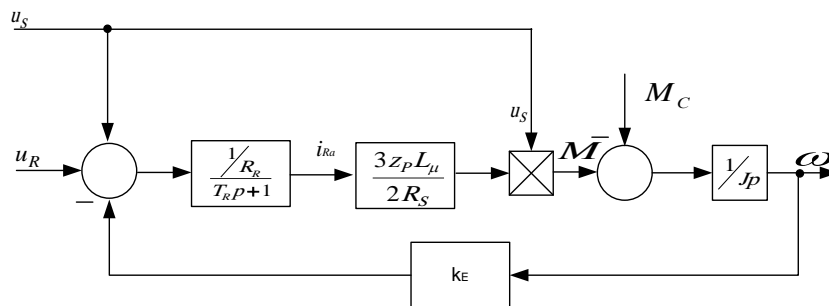 u_S
u_S
M_C
u_R
−
1/R_R
T_R p+1
i_Ra
3z_P L_μ
2R_S
M
−
1/Jp
ω
k_E